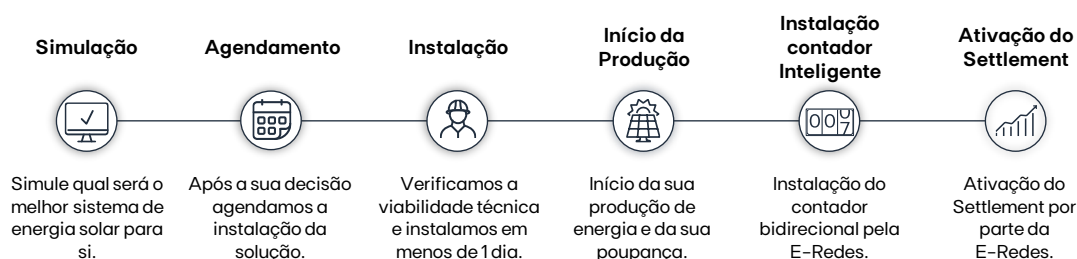 Simulação
Simule qual será o
melhor sistema de
energia solar para
si.
Agendamento
Após a sua decisão
agendamos a
instalação da
solução.
Instalação
Verificamos a
viabilidade técnica
e instalamos em
menos de 1 dia.
Início da
Produção
Início da sua
produção de
energia e da sua
poupança.
Instalação
contador
Inteligente
007
Instalação do
contador
bidirecional pela
E-Redes.
Ativação do
Settlement
Ativação do
Settlement por
parte da
E-Redes.